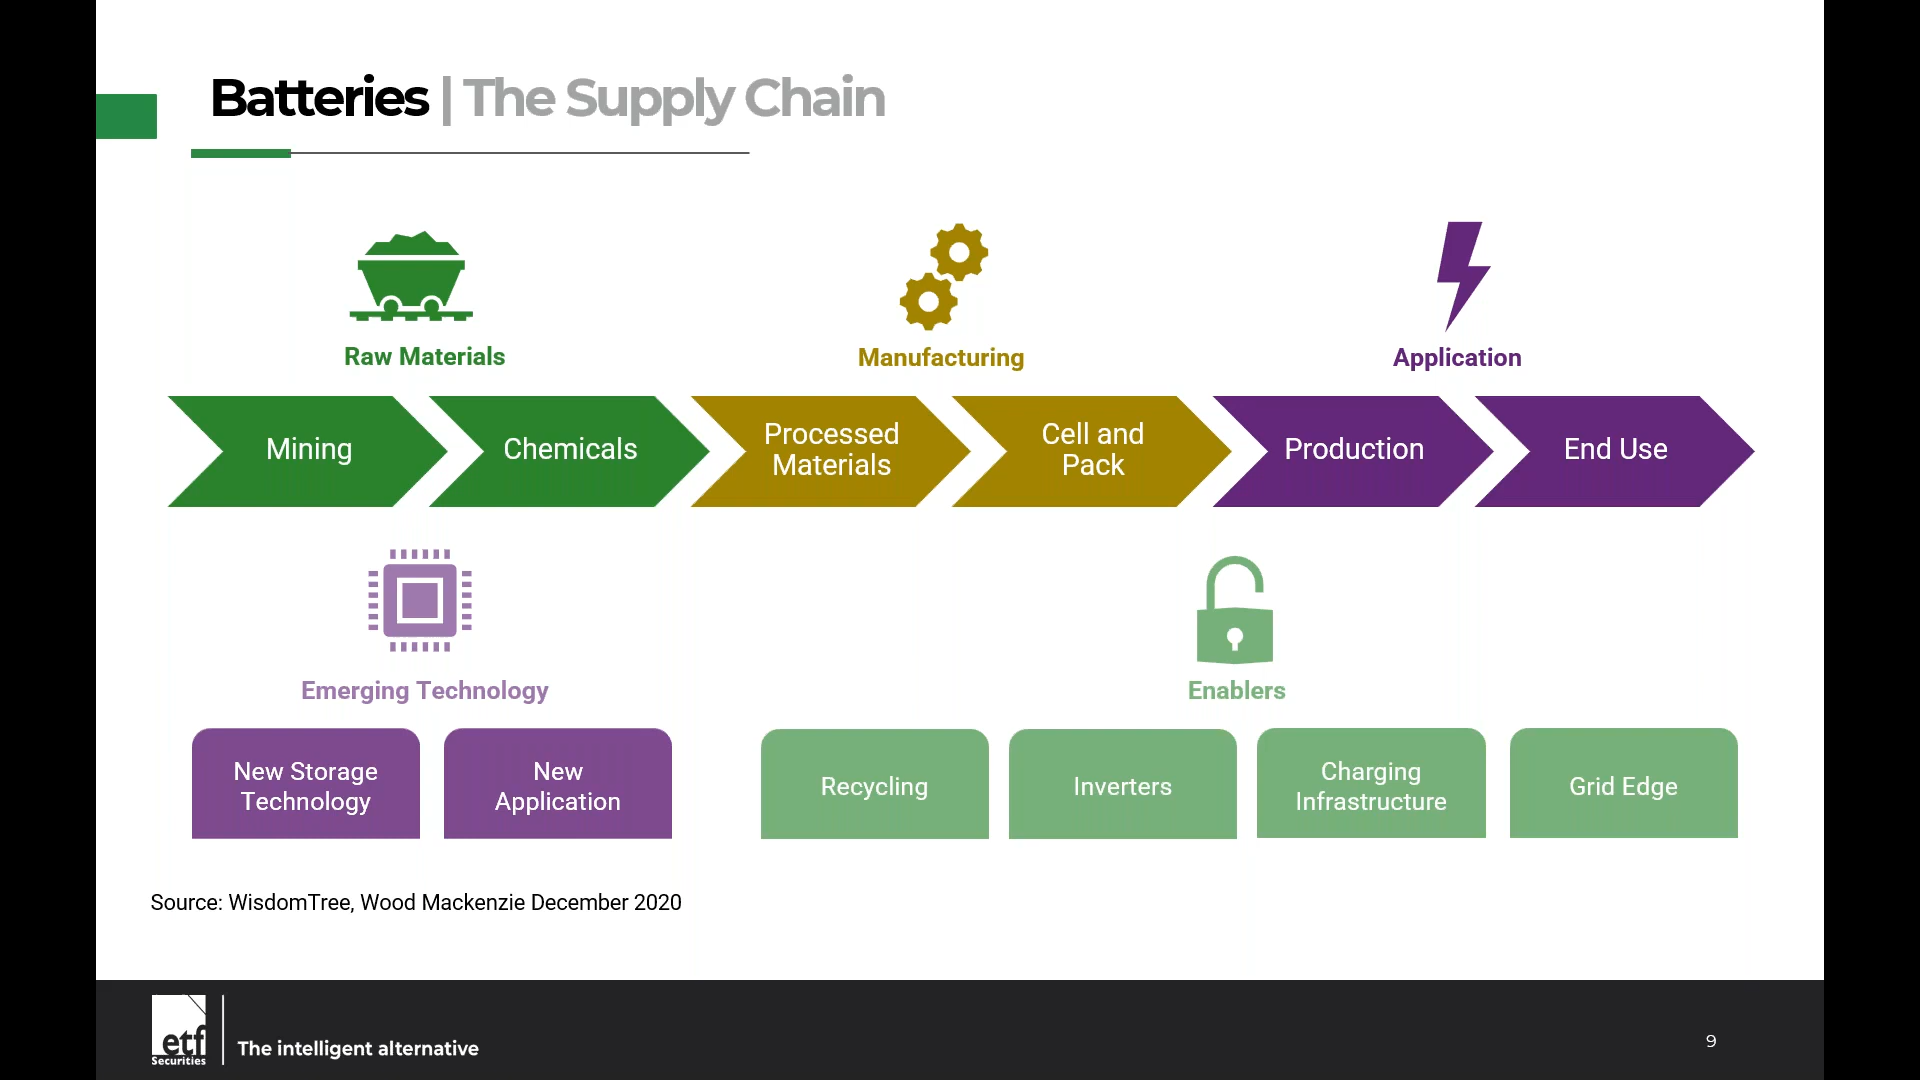 Batteries | The Supply Chain
Raw Materials
Manufacturing
Application
Mining
Chemicals
Processed
Materials
Cell and
Pack
Production
End Use
Emerging Technology
Enablers
New Storage
Technology
New
Application
Recycling
Inverters
Charging
Infrastructure
Grid Edge
Source: WisdomTree, Wood Mackenzie December 2020
etf
Securities
The intelligent alternative
9